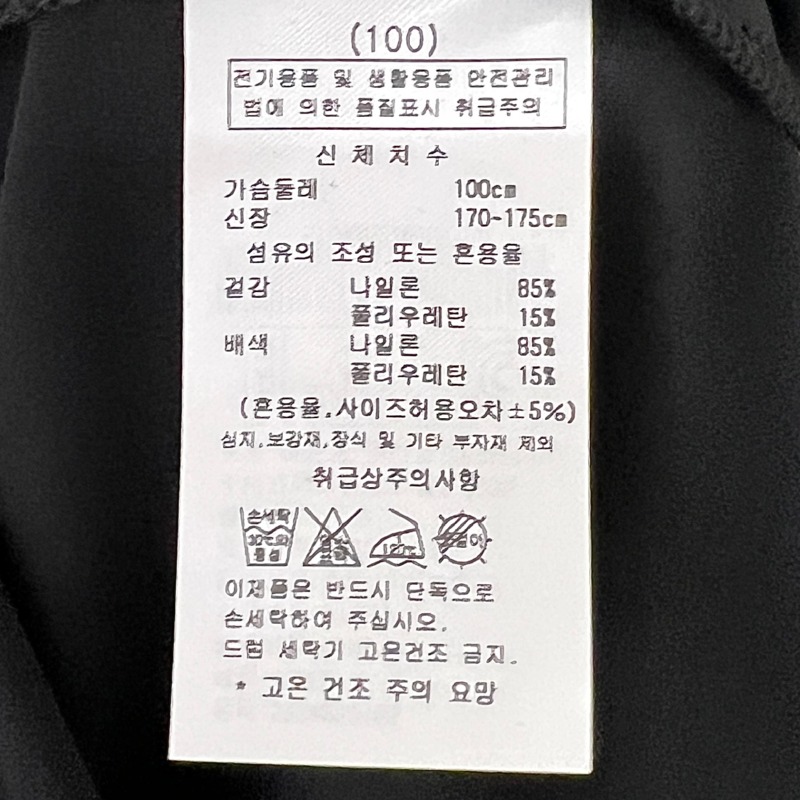 (100)
전기용품 및 생활용품 안전관리
법에 의한 품질표시 취급주의
신 체 치 수
가슴둘레 100cm
신장 170~175cm
섬유의 조성 또는 혼용율
겉감 나일론 85%
폴리우레탄 15%
배색 나일론 85%
폴리우레탄 15%
(혼용율,사이즈허용오차±5%)
심지,보강재,장식 및 기타 부자재 제외
취급상주의사항
손세탁
30℃의
중성
이제품은 반드시 단독으로
손세탁하여 주십시오.
드럼 세탁기 고온건조 금지.
* 고온 건조 주의 요망